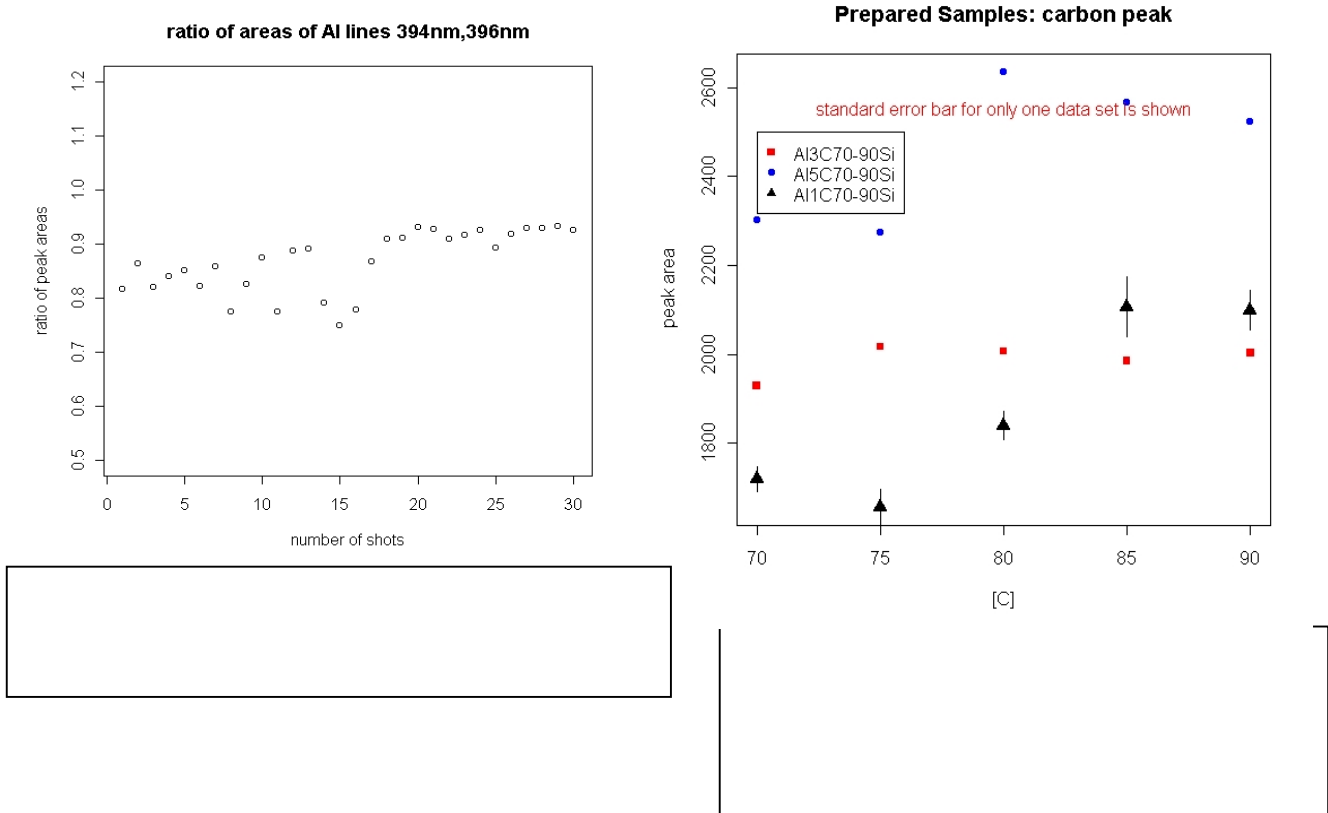 ratio of areas of Al lines 394nm,396nm
ratio of peak areas
1.2
1.1
1.0
0.9
0.8
0.7
0.6
0.5
0 5 10 15 20 25 30
number of shots
Prepared Samples: carbon peak
peak area
2600
2400
2200
2000
1800
standard error bar for only one data set is shown
Al3C70-90Si
Al5C70-90Si
Al1C70-90Si
70 75 80 85 90
[C]